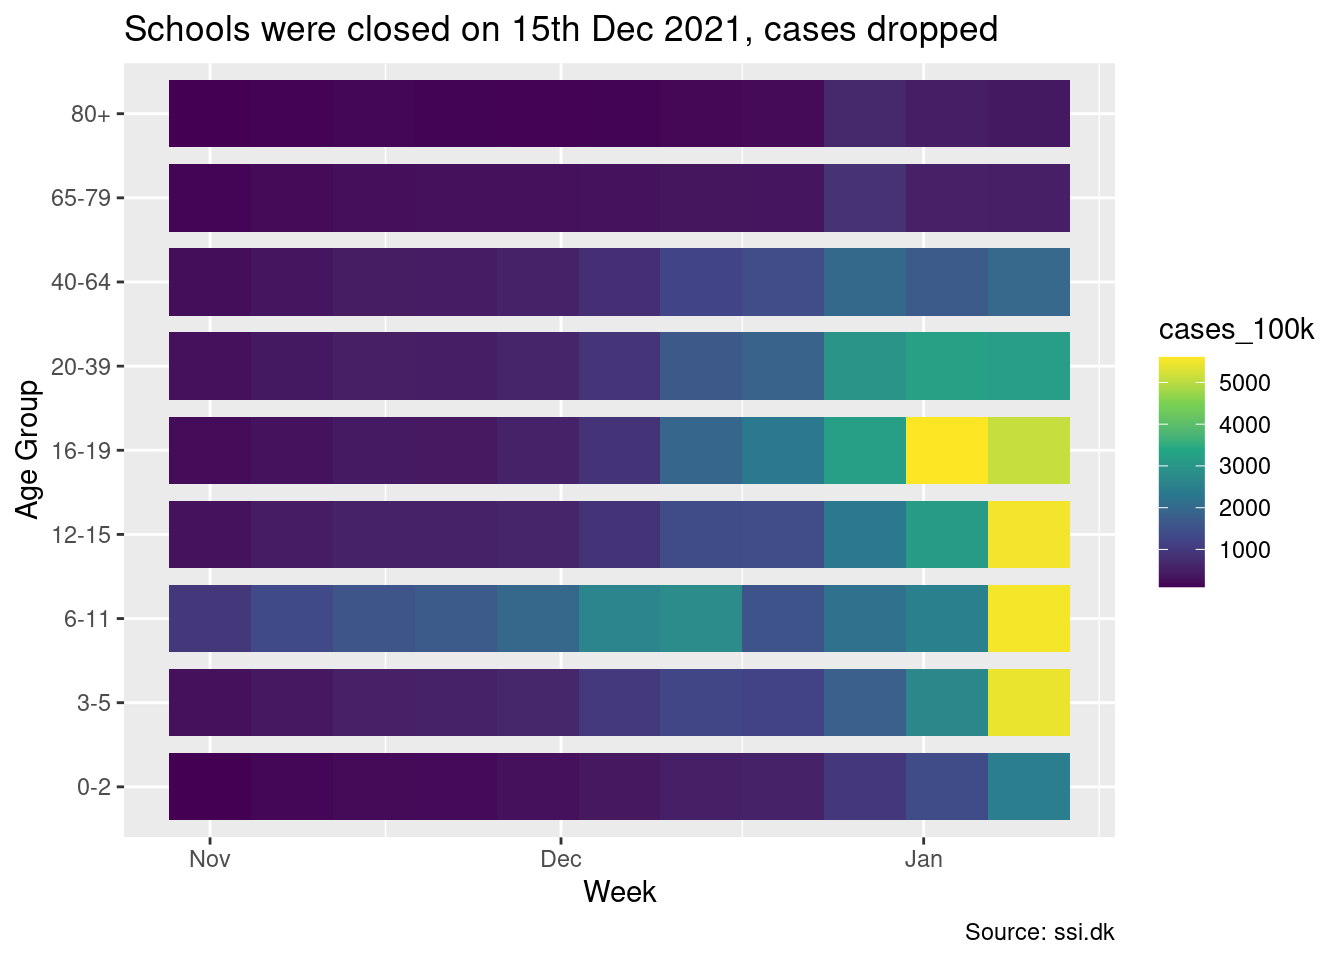 Schools were closed on 15th Dec 2021, cases dropped
80+
65-79
40-64
20-39
16-19
12-15
6-11
3-5
0-2
Age Group
Nov Dec Jan
Week
cases_100k
5000
4000
3000
2000
1000
Source: ssi.dk